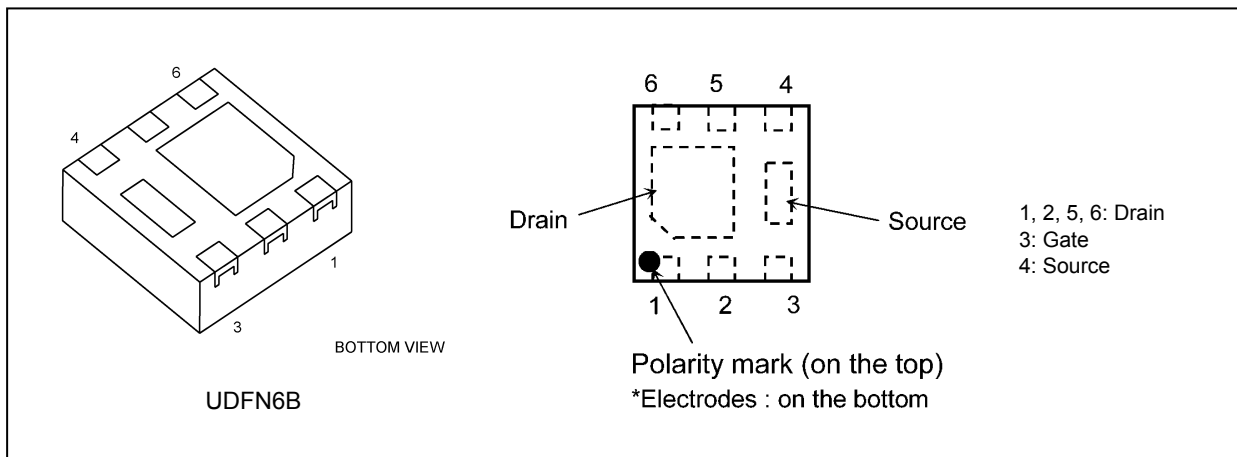 6
4
1
3
BOTTOM VIEW
UDFN6B
6 5 4
Drain
Source
1 2 3
Polarity mark (on the top)
*Electrodes : on the bottom
1, 2, 5, 6: Drain
3: Gate
4: Source